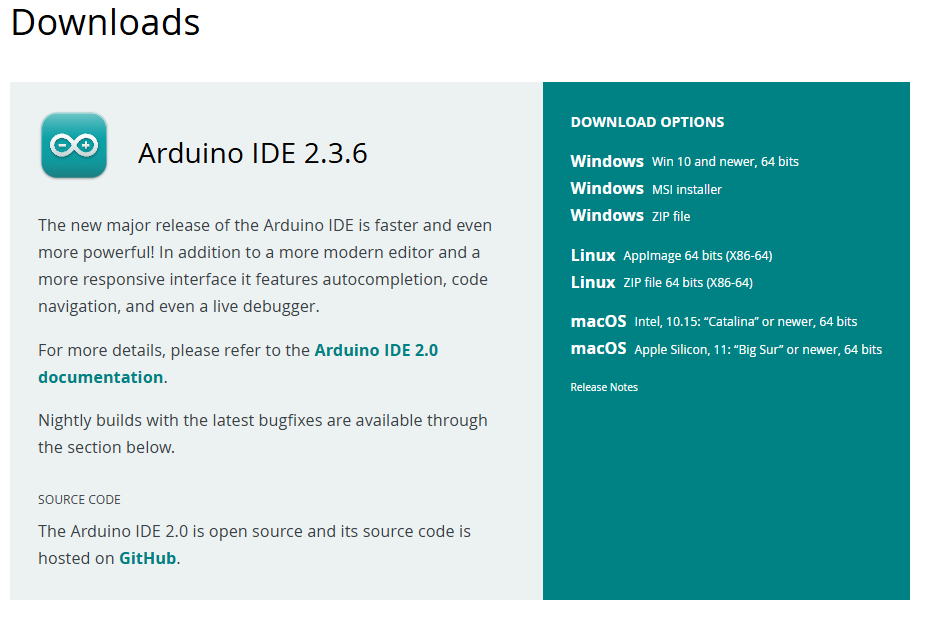 Downloads
Arduino IDE 2.3.6
The new major release of the Arduino IDE is faster and even
more powerful! In addition to a more modern editor and a
more responsive interface it features autocompletion, code
navigation, and even a live debugger.
For more details, please refer to the Arduino IDE 2.0
documentation.
Nightly builds with the latest bugfixes are available through
the section below.
SOURCE CODE
The Arduino IDE 2.0 is open source and its source code is
hosted on GitHub.
DOWNLOAD OPTIONS
Windows Win 10 and newer, 64 bits
Windows MSI installer
Windows ZIP file
Linux AppImage 64 bits (X86-64)
Linux ZIP file 64 bits (X86-64)
macOS Intel, 10.15: “Catalina” or newer, 64 bits
macOS Apple Silicon, 11: “Big Sur” or newer, 64 bits
Release Notes